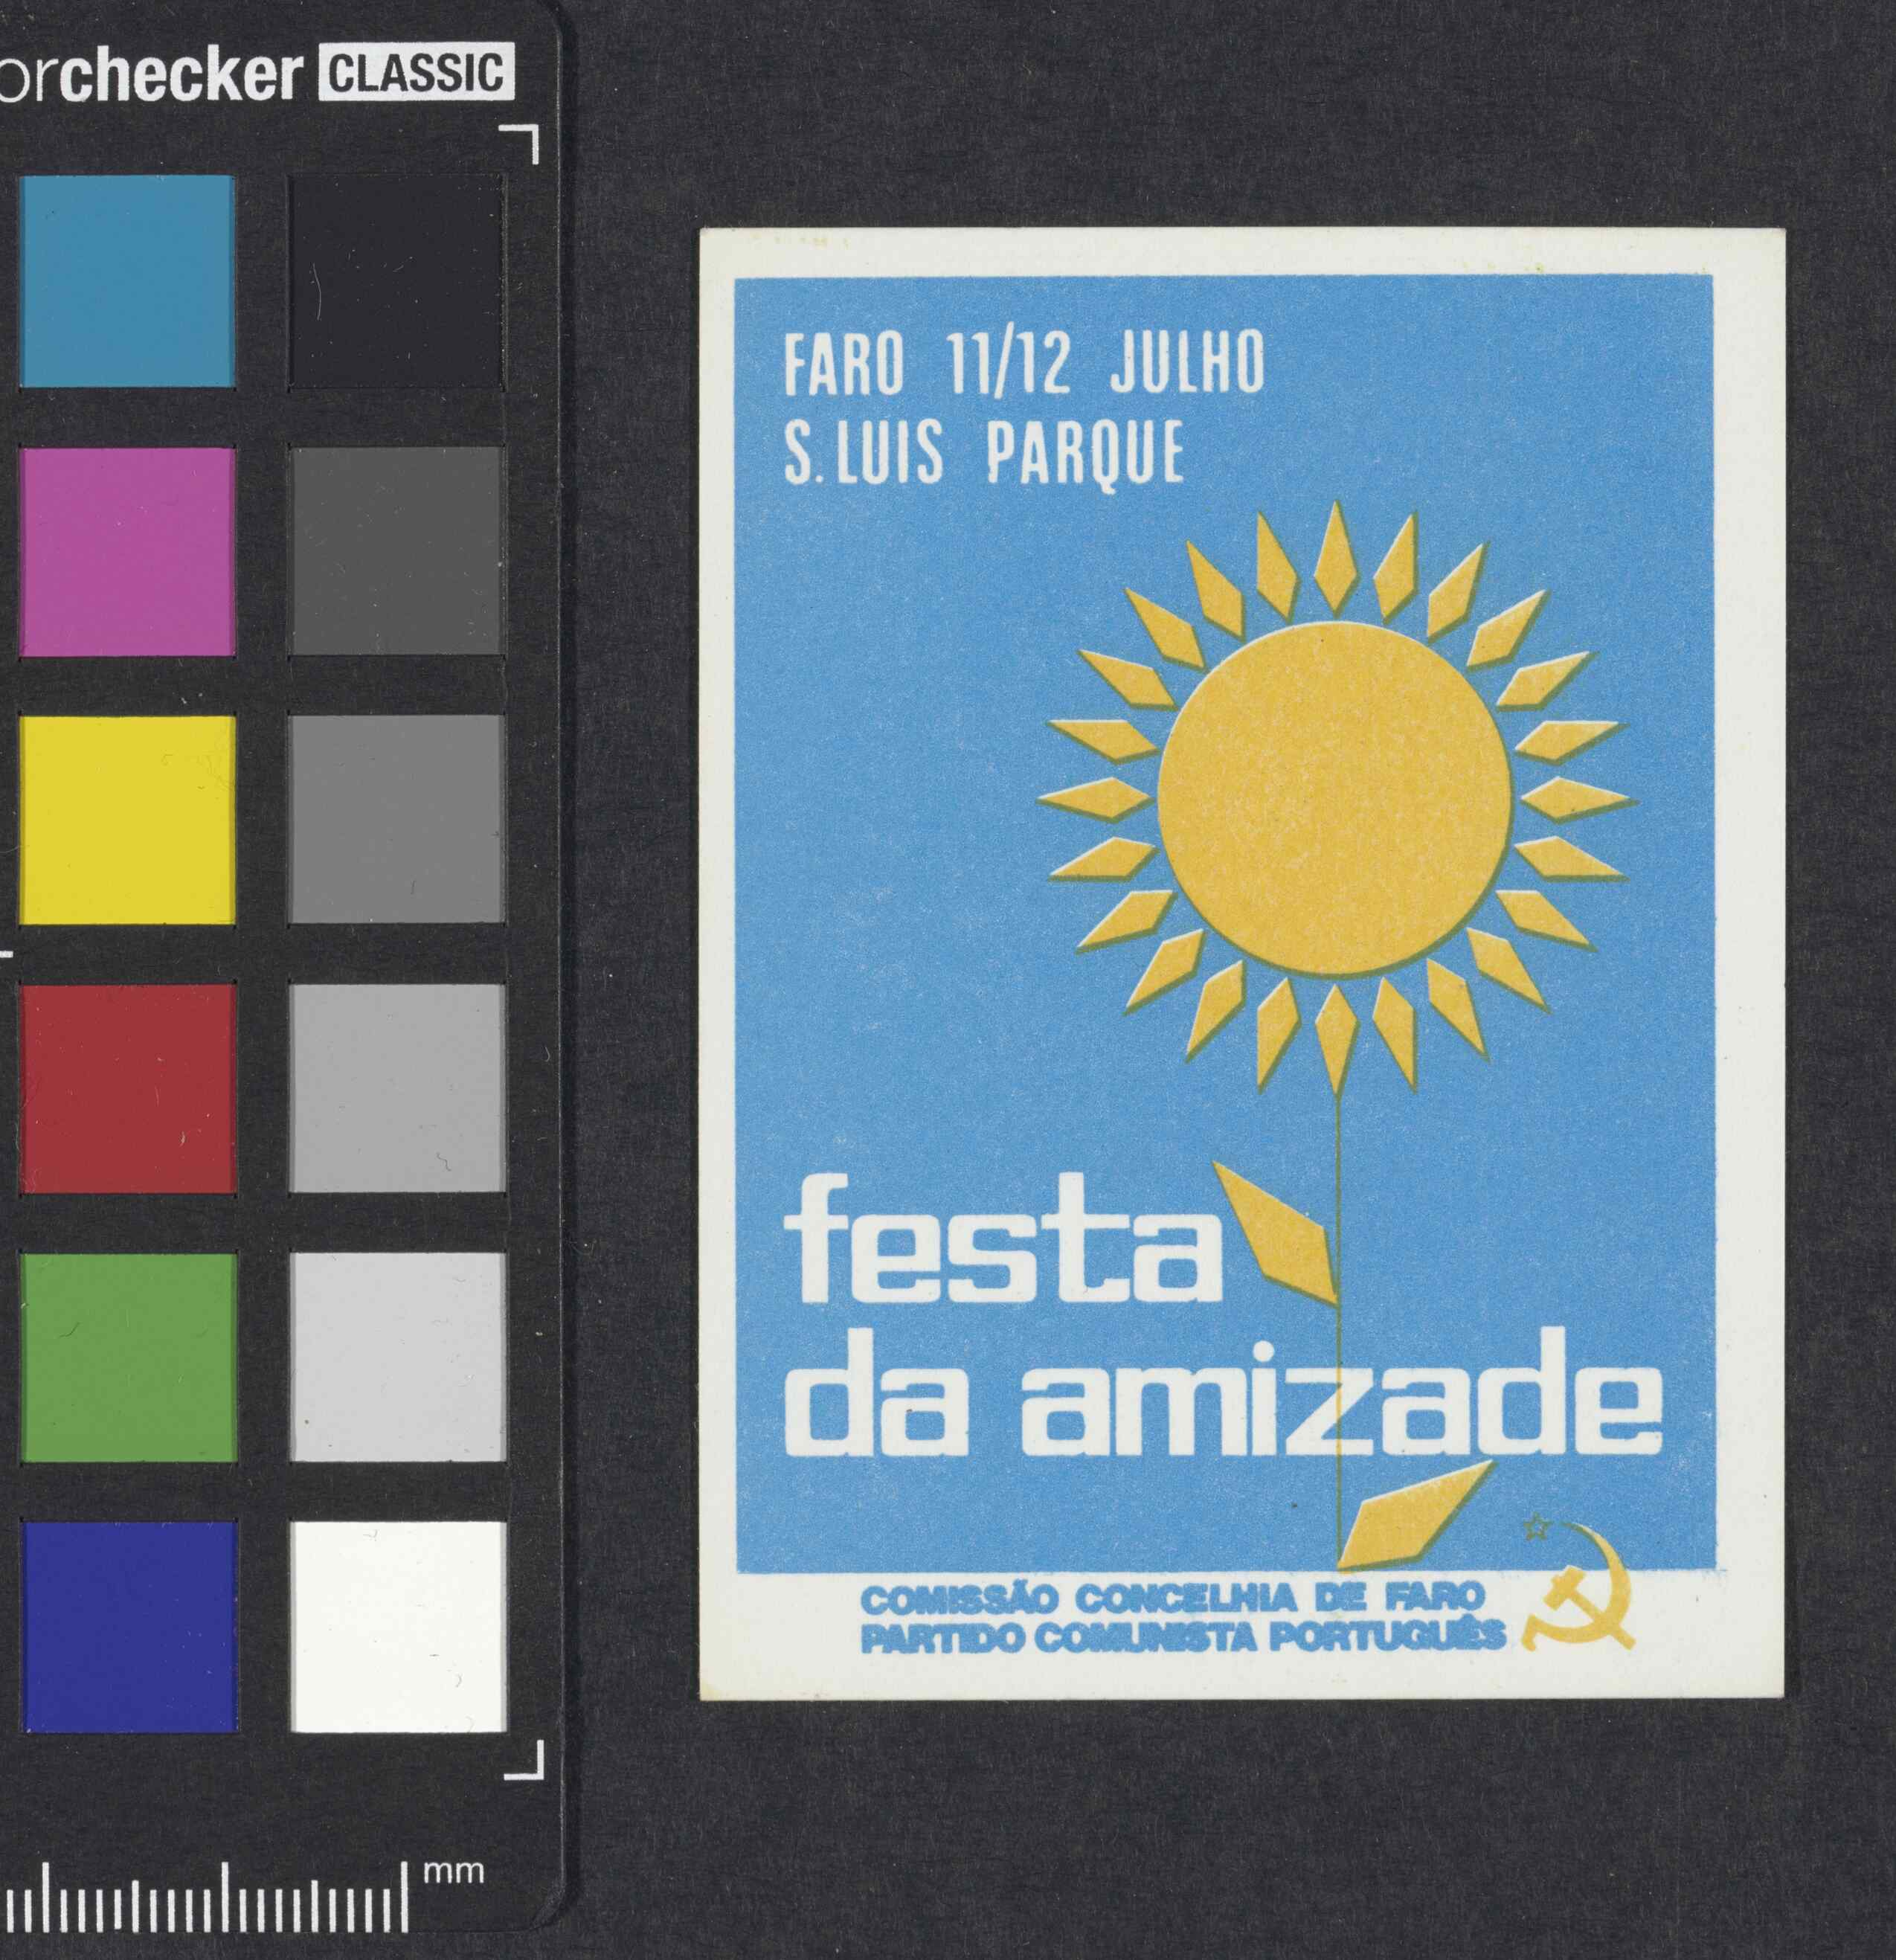 orchecker CLASSIC
FARO 11/12 JULHO
S. LUIS PARQUE
festa
da amizade
COMISSÃO CONCELHIA DE FARO
PARTIDO COMUNISTA PORTUGUÊS
mm